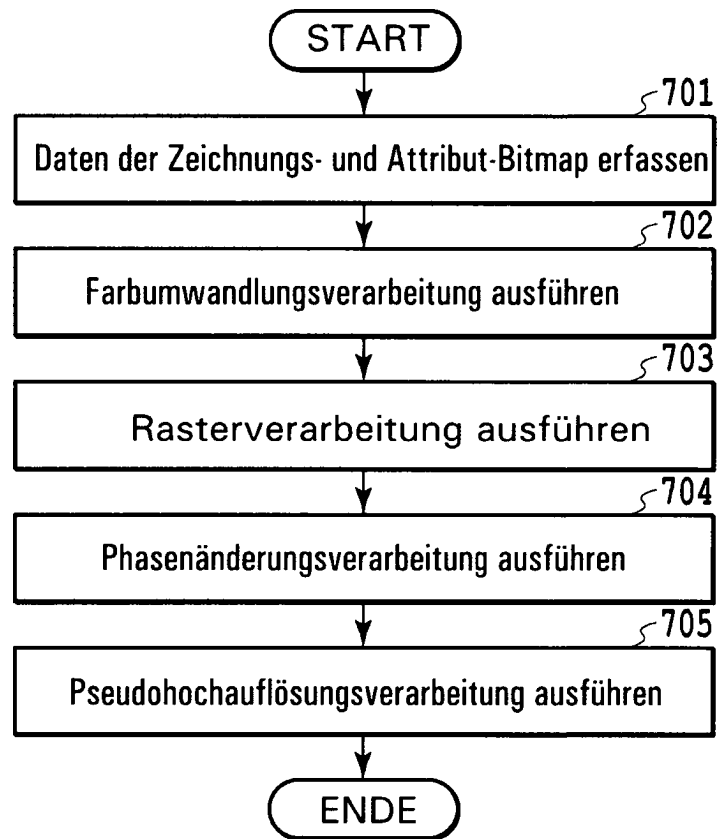 START
701
Daten der Zeichnungs- und Attribut-Bitmap erfassen
702
Farbumwandlungsverarbeitung ausführen
703
Rasterverarbeitung ausführen
704
Phasenänderungsverarbeitung ausführen
705
Pseudohochauflösungsverarbeitung ausführen
ENDE